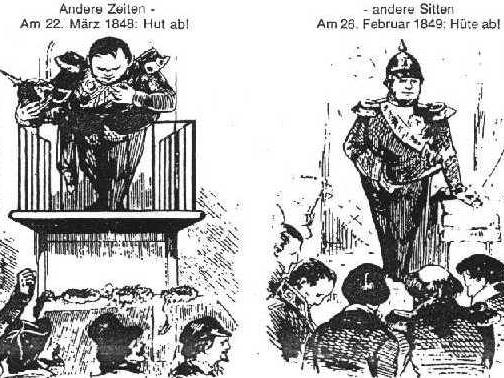 Andere Zeiten -
Am 22. März 1848: Hut ab!
- andere Sitten
Am 26. Februar 1849: Hüte ab!